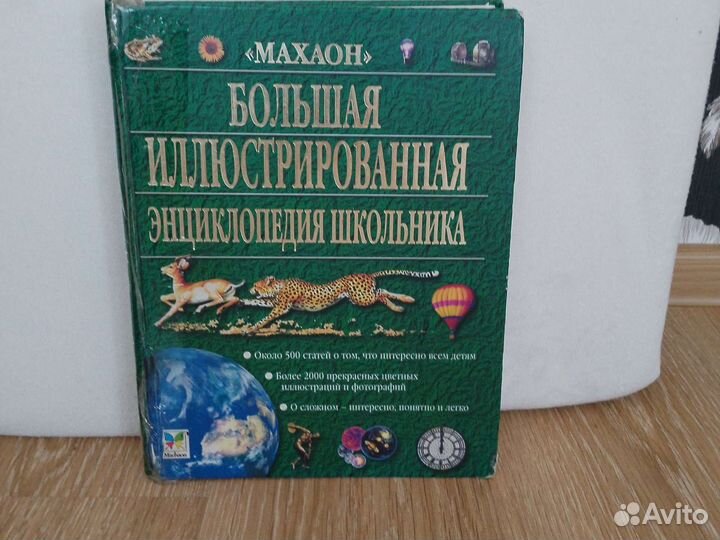 «МАХАОН»
БОЛЬШАЯ
ИЛЛЮСТРИРОВАННАЯ
ЭНЦИКЛОПЕДИЯ ШКОЛЬНИКА
● Около 500 статей о том, что интересно всем детям
● Более 2000 прекрасных цветных
иллюстраций и фотографий
● О сложном – интересно, понятно и легко
Machaon
Avito